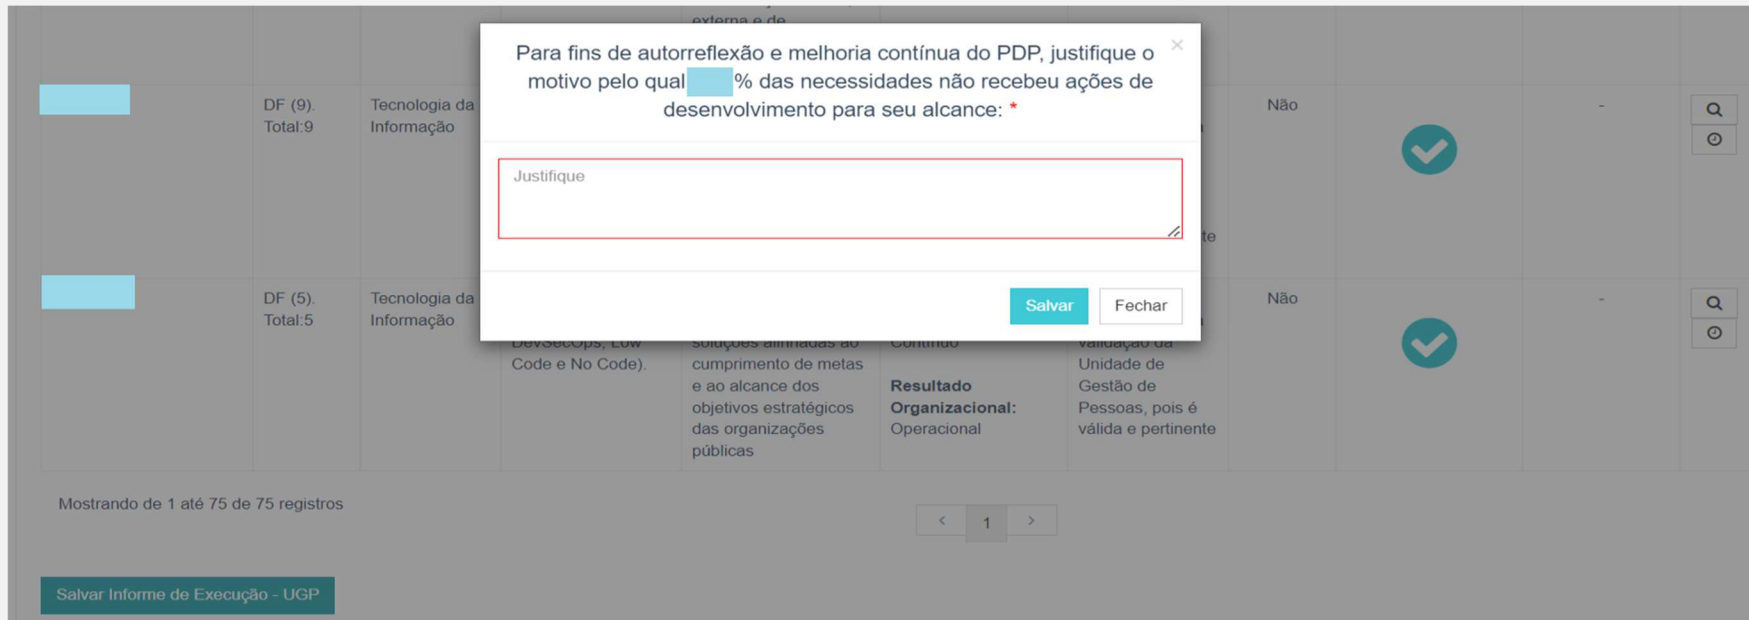 externa e de
Para fins de autorreflexão e melhoria contínua do PDP, justifique o ×
motivo pelo qual % das necessidades não recebeu ações de
desenvolvimento para seu alcance: *
DF (9).
Total:9
Tecnologia da
Informação
Não
-
Justifique
te
Salvar
Fechar
DF (5).
Total:5
Tecnologia da
Informação
DevSecOps, Low
Code e No Code).
soluções alinhadas ao
cumprimento de metas
e ao alcance dos
objetivos estratégicos
das organizações
públicas
Contínuo
Resultado
Organizacional:
Operacional
validação da
Unidade de
Gestão de
Pessoas, pois é
válida e pertinente
Não
-
Mostrando de 1 até 75 de 75 registros
< 1 >
Salvar Informe de Execução - UGP